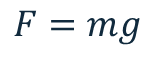 F = mg